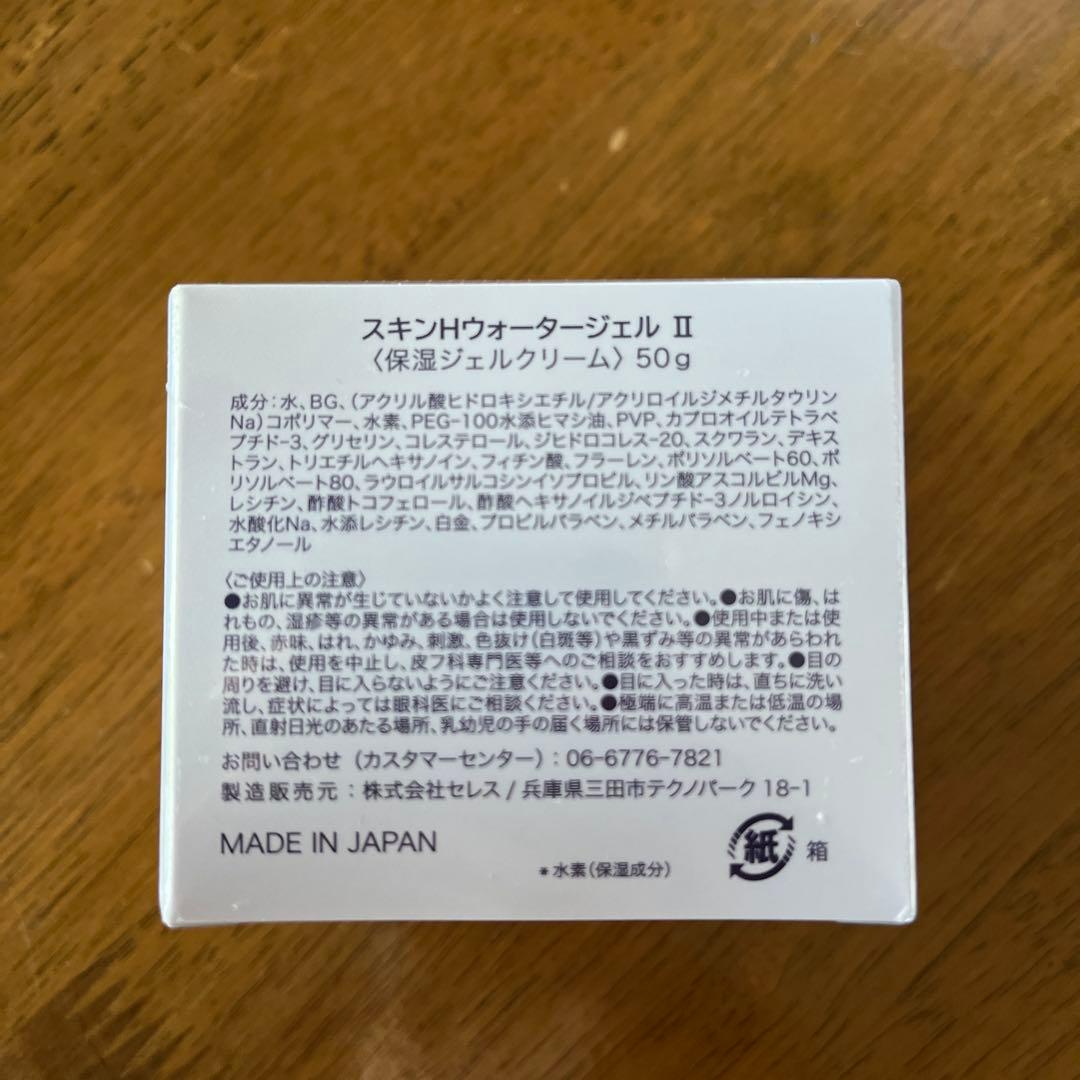 スキンHウォータージェル Ⅱ
〈保湿ジェルクリーム〉50g
成分：水、BG、(アクリル酸ヒドロキシエチル/アクリロイルジメチルタウリン
Na)コポリマー、水素、PEG-100水添ヒマシ油、PVP、カプロオイルテトラペ
プチド-3、グリセリン、コレステロール、ジヒドロコレス-20、スクワラン、デキス
トラン、トリエチルヘキサノイン、フィチン酸、フラーレン、ポリソルベート60、ポ
リソルベート80、ラウロイルサルコシンイソプロピル、リン酸アスコルビルMg、
レシチン、酢酸トコフェロール、酢酸ヘキサノイルジペプチド-3ノルロイシン、
水酸化Na、水添レシチン、白金、プロピルパラベン、メチルパラベン、フェノキシ
エタノール
〈ご使用上の注意〉
●お肌に異常が生じていないかよく注意して使用してください。●お肌に傷、は
れもの、湿疹等の異常がある場合は使用しないでください。●使用中または使
用後、赤味、はれ、かゆみ、刺激、色抜け(白斑等)や黒ずみ等の異常があらわれ
た時は、使用を中止し、皮フ科専門医等へのご相談をおすすめします。●目の
周りを避け、目に入らないようにご注意ください。●目に入った時は、直ちに洗い
流し、症状によっては眼科医にご相談ください。●極端に高温または低温の場
所、直射日光のあたる場所、乳幼児の手の届く場所には保管しないでください。
お問い合わせ（カスタマーセンター）：06-6776-7821
製造販売元：株式会社セレス/兵庫県三田市テクノパーク18-1
MADE IN JAPAN
紙 箱
*水素(保湿成分)